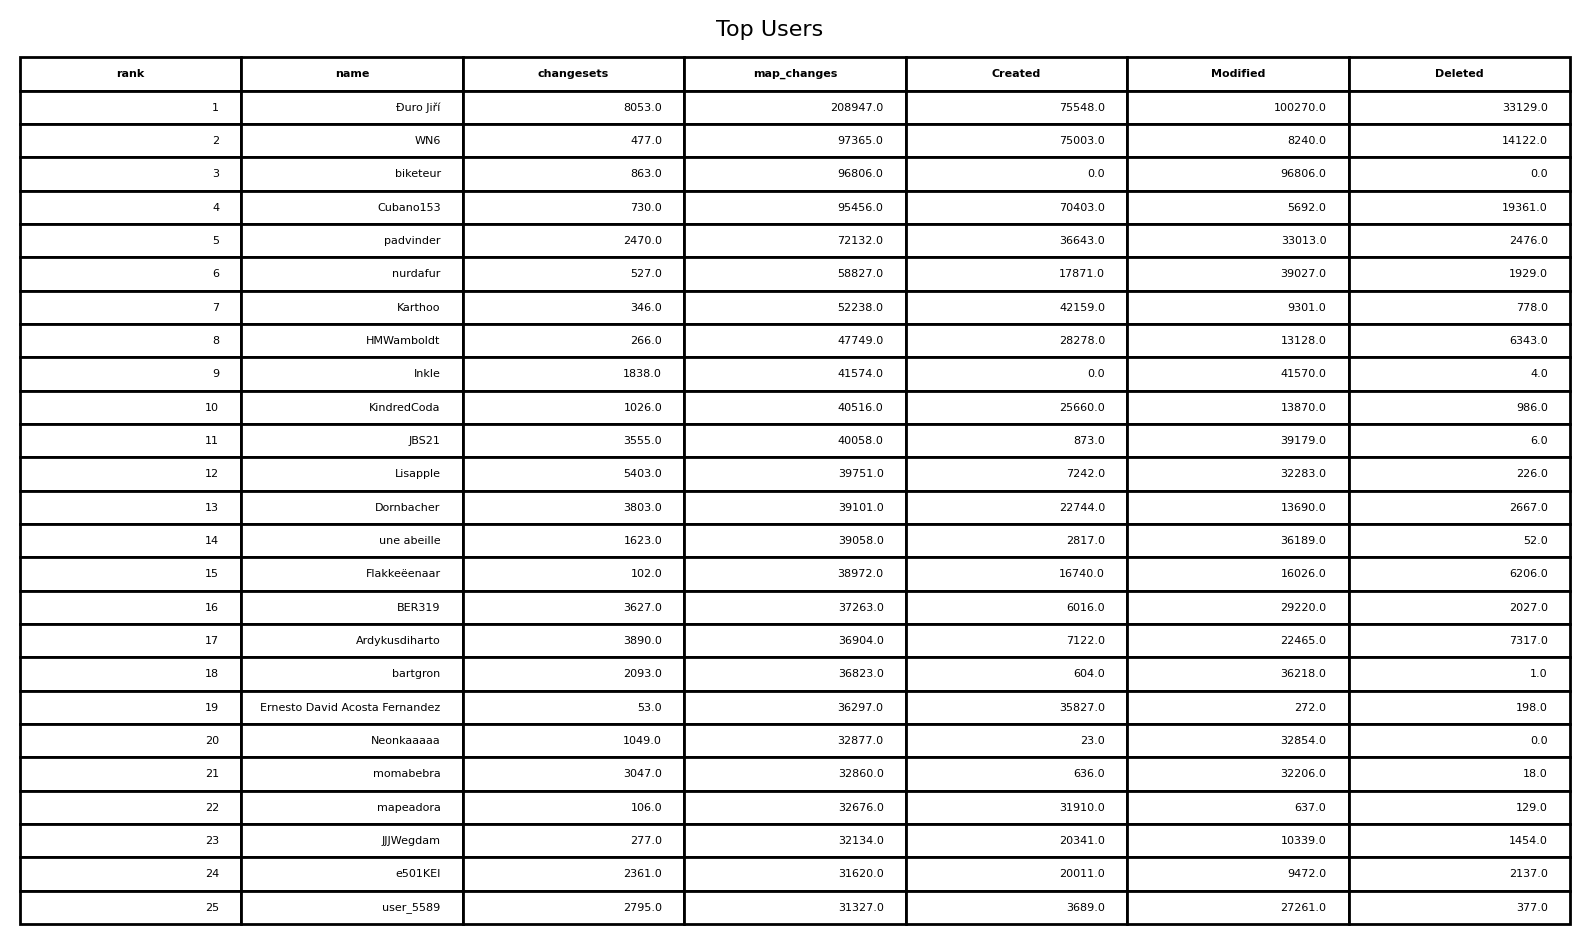 Top Users
rank name changesets map_changes Created Modified Deleted
1 Đuro Jiří 8053.0 208947.0 75548.0 100270.0 33129.0
2 WN6 477.0 97365.0 75003.0 8240.0 14122.0
3 biketeur 863.0 96806.0 0.0 96806.0 0.0
4 Cubano153 730.0 95456.0 70403.0 5692.0 19361.0
5 padvinder 2470.0 72132.0 36643.0 33013.0 2476.0
6 nurdafur 527.0 58827.0 17871.0 39027.0 1929.0
7 Karthoo 346.0 52238.0 42159.0 9301.0 778.0
8 HMWamboldt 266.0 47749.0 28278.0 13128.0 6343.0
9 Inkle 1838.0 41574.0 0.0 41570.0 4.0
10 KindredCoda 1026.0 40516.0 25660.0 13870.0 986.0
11 JBS21 3555.0 40058.0 873.0 39179.0 6.0
12 Lisapple 5403.0 39751.0 7242.0 32283.0 226.0
13 Dornbacher 3803.0 39101.0 22744.0 13690.0 2667.0
14 une abeille 1623.0 39058.0 2817.0 36189.0 52.0
15 Flakkeëenaar 102.0 38972.0 16740.0 16026.0 6206.0
16 BER319 3627.0 37263.0 6016.0 29220.0 2027.0
17 Ardykusdiharto 3890.0 36904.0 7122.0 22465.0 7317.0
18 bartgron 2093.0 36823.0 604.0 36218.0 1.0
19 Ernesto David Acosta Fernandez 53.0 36297.0 35827.0 272.0 198.0
20 Neonkaaaaa 1049.0 32877.0 23.0 32854.0 0.0
21 momabebra 3047.0 32860.0 636.0 32206.0 18.0
22 mapeadora 106.0 32676.0 31910.0 637.0 129.0
23 JJJWegdam 277.0 32134.0 20341.0 10339.0 1454.0
24 e501KEI 2361.0 31620.0 20011.0 9472.0 2137.0
25 user_5589 2795.0 31327.0 3689.0 27261.0 377.0